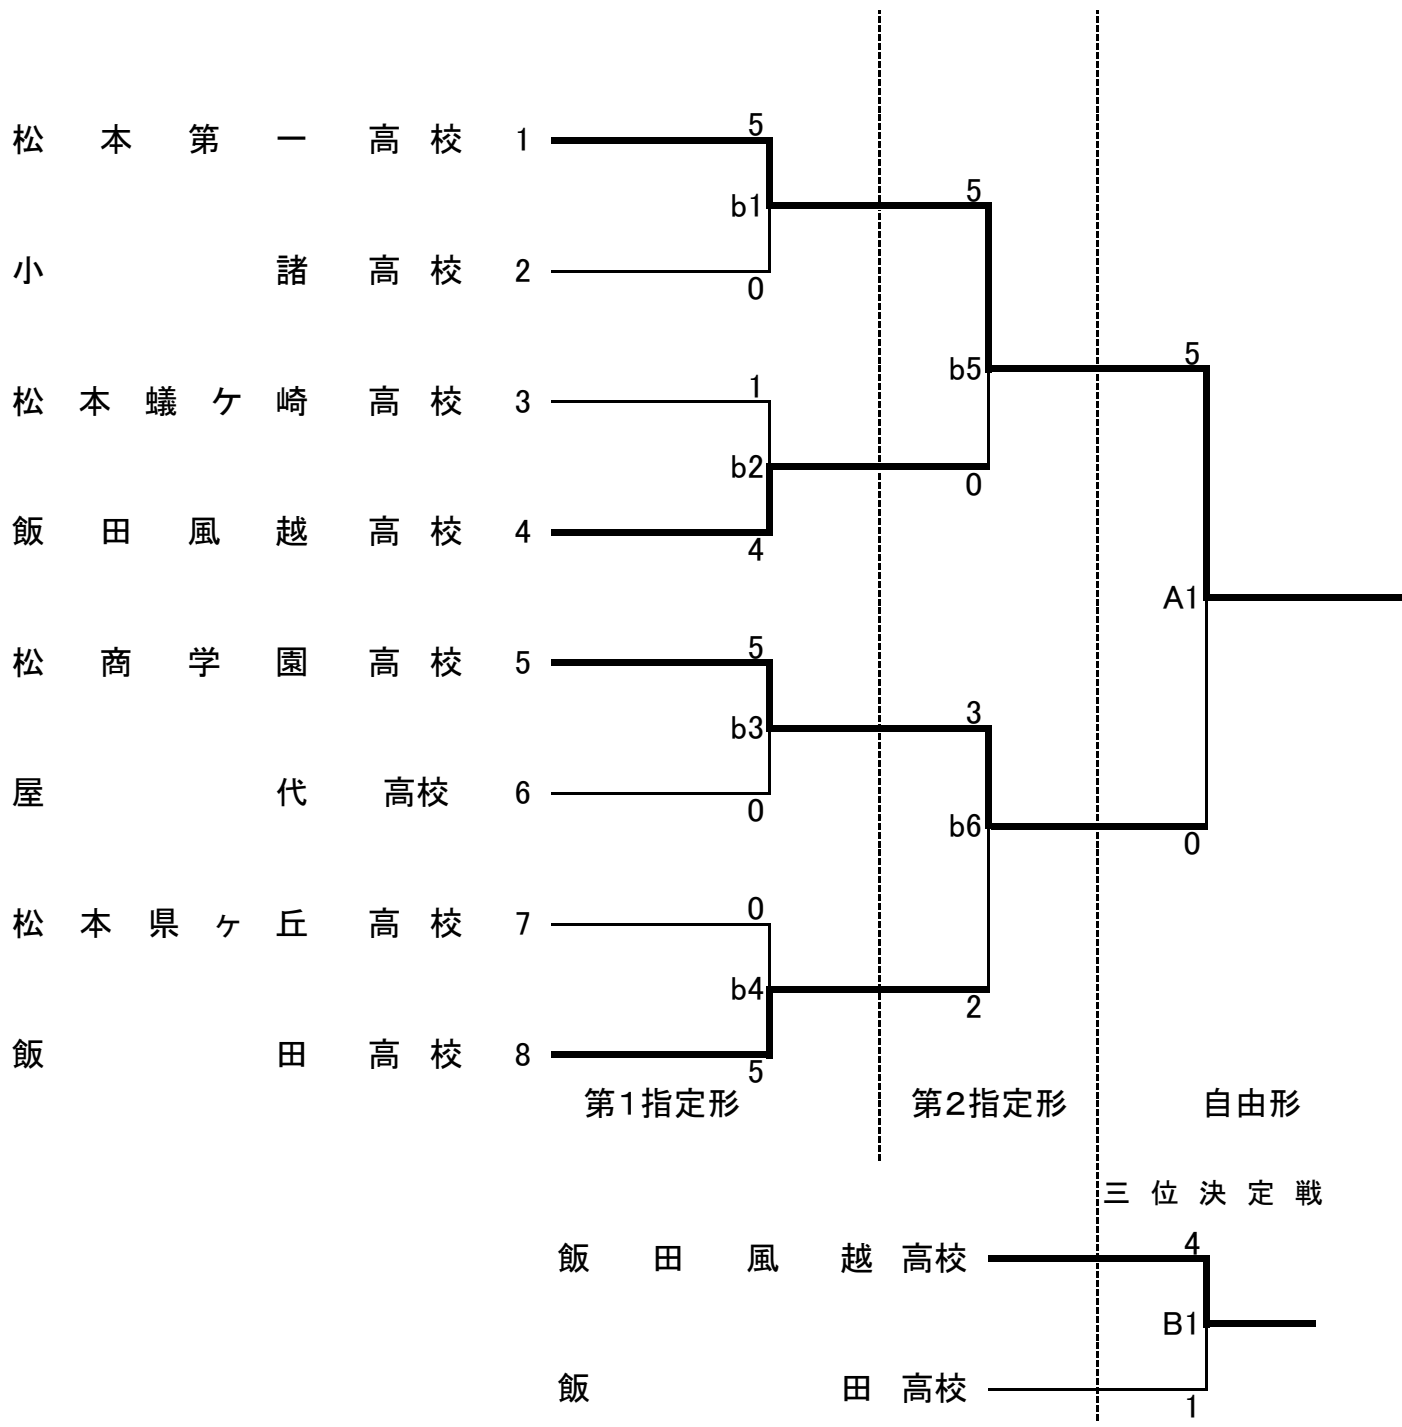 5
松本第一高校 1
5
b1
小諸高校 2
0
5
b5
1
松本蟻ケ崎高校 3
b2
0
飯田風越高校 4
4
A1
5
松商学園高校 5
3
b3
屋代高校 6
0
b6
0
0
松本県ヶ丘高校 7
b4
2
飯田高校 8
5
第1指定形 第2指定形 自由形
三位決定戦
4
飯田風越高校
B1
飯田高校
1